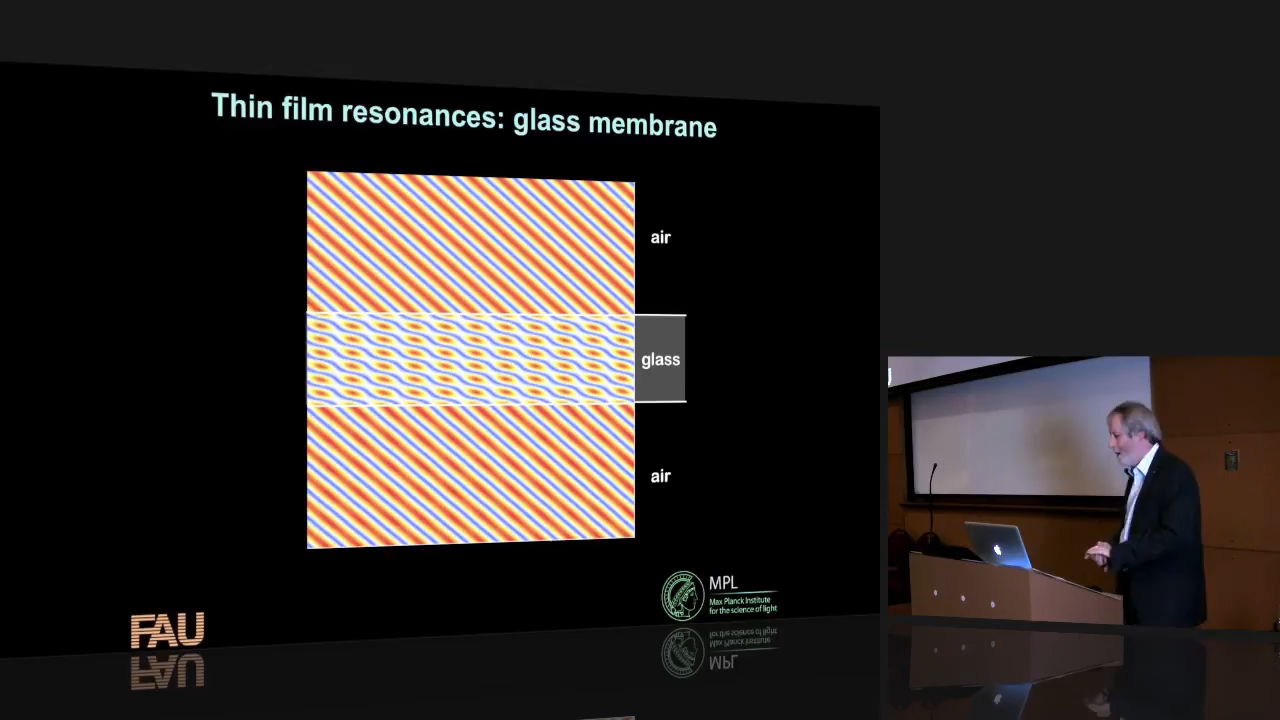 Thin film resonances: glass membrane
air
glass
air
MPL
Max Planck Institute
for the science of light
FAU